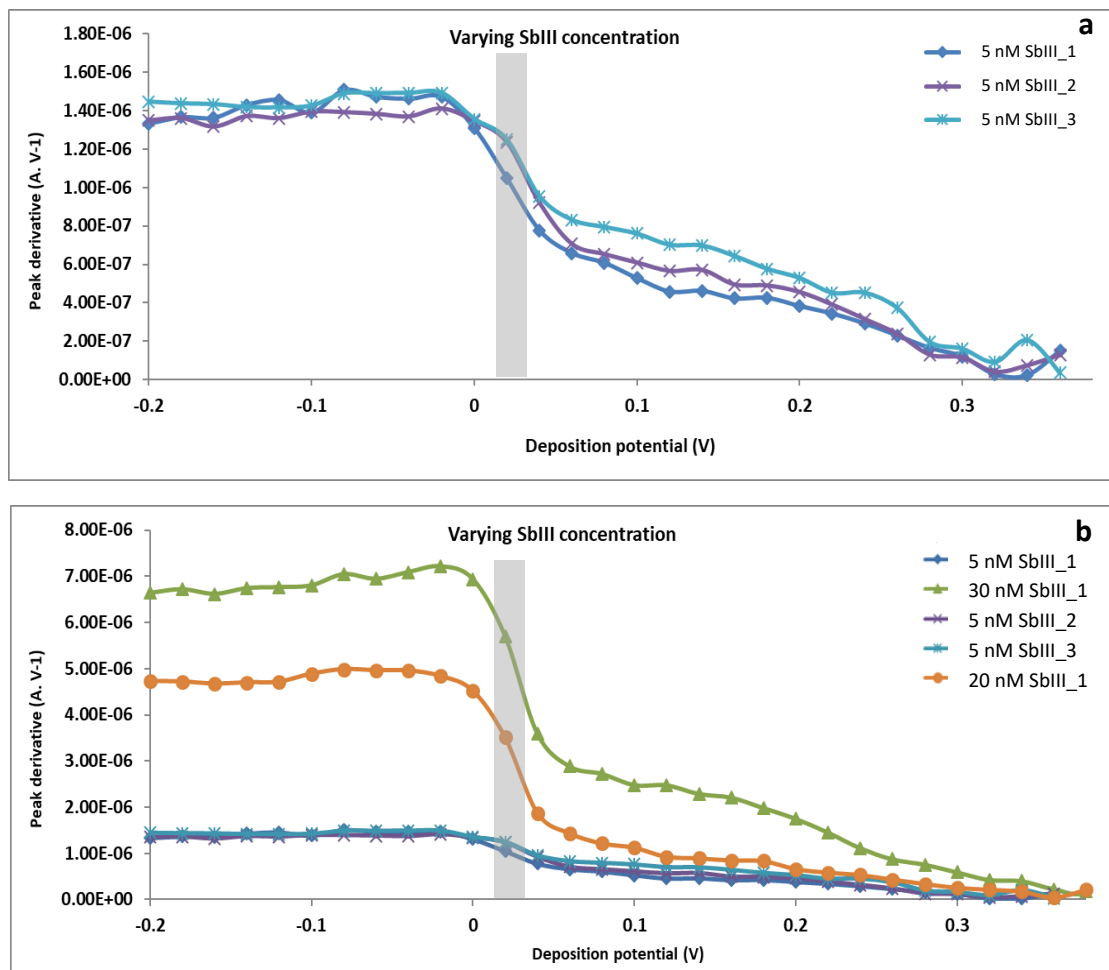 a
Varying SbIII concentration
5 nM SbIII_1
5 nM SbIII_2
5 nM SbIII_3
Peak derivative (A. V-1)
1.80E-06
1.60E-06
1.40E-06
1.20E-06
1.00E-06
8.00E-07
6.00E-07
4.00E-07
2.00E-07
0.00E+00
-0.2 -0.1 0 0.1 0.2 0.3
Deposition potential (V)
b
Varying SbIII concentration
5 nM SbIII_1
30 nM SbIII_1
5 nM SbIII_2
5 nM SbIII_3
20 nM SbIII_1
Peak derivative (A. V-1)
8.00E-06
7.00E-06
6.00E-06
5.00E-06
4.00E-06
3.00E-06
2.00E-06
1.00E-06
0.00E+00
-0.2 -0.1 0 0.1 0.2 0.3
Deposition potential (V)